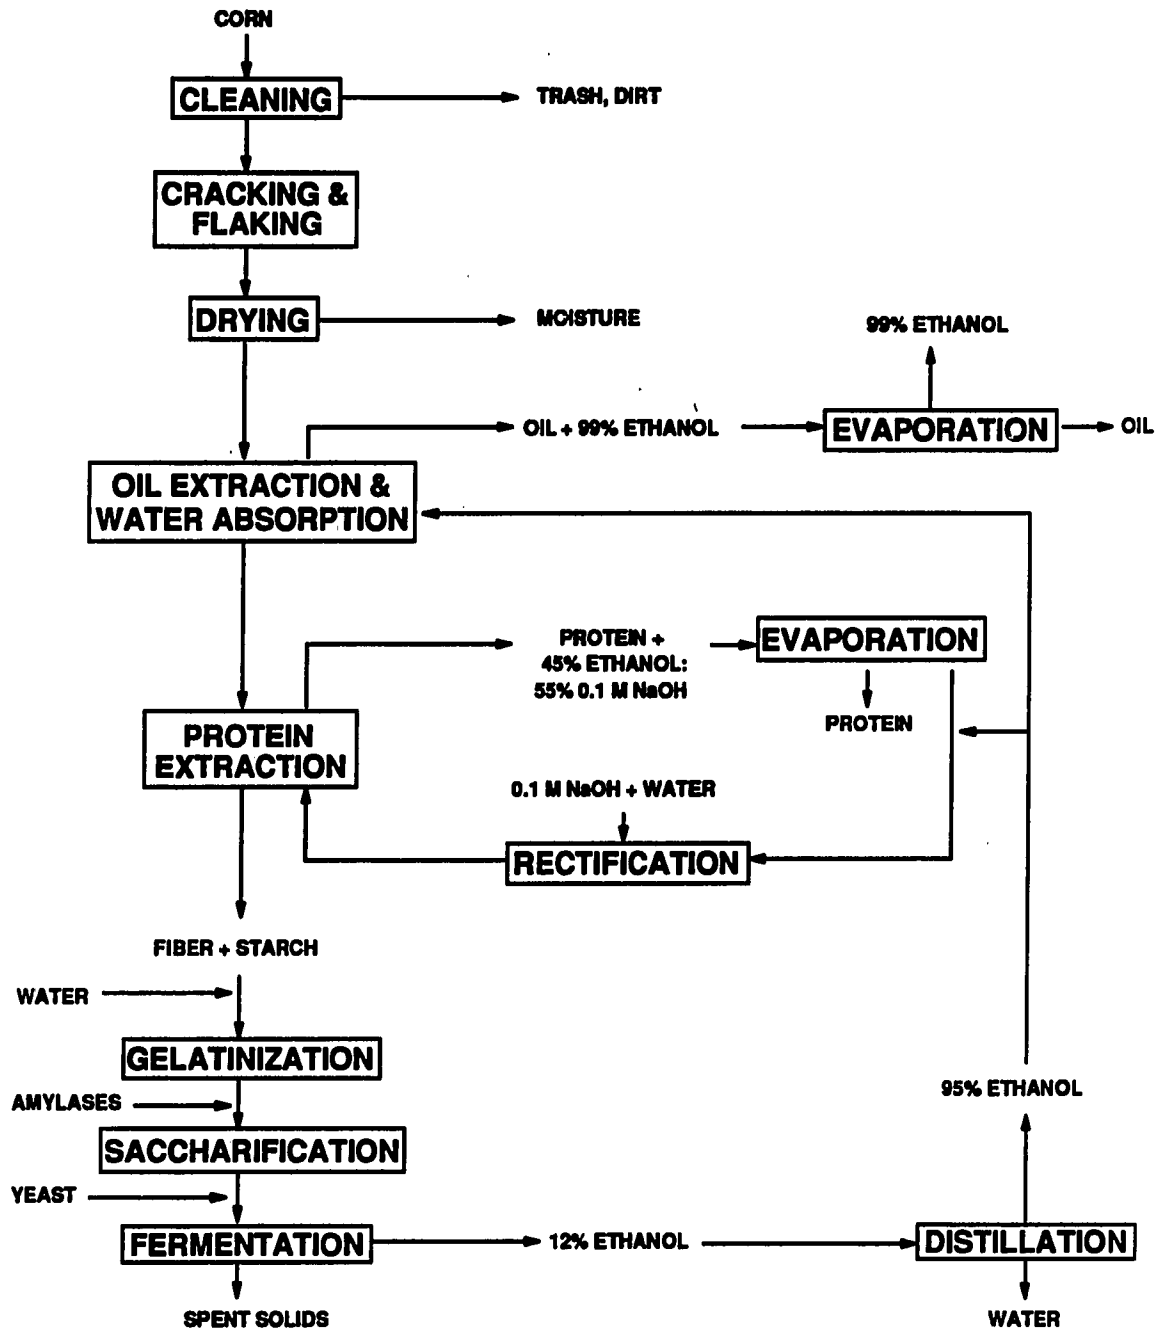 CORN
CLEANING
TRASH, DIRT
CRACKING &
FLAKING
DRYING
MOISTURE
99% ETHANOL
OIL + 99% ETHANOL
EVAPORATION
OIL
OIL EXTRACTION &
WATER ABSORPTION
PROTEIN +
45% ETHANOL:
55% 0.1 M NaOH
EVAPORATION
PROTEIN
PROTEIN
EXTRACTION
0.1 M NaOH + WATER
RECTIFICATION
FIBER + STARCH
WATER
GELATINIZATION
95% ETHANOL
AMYLASES
SACCHARIFICATION
YEAST
FERMENTATION
12% ETHANOL
DISTILLATION
SPENT SOLIDS
WATER